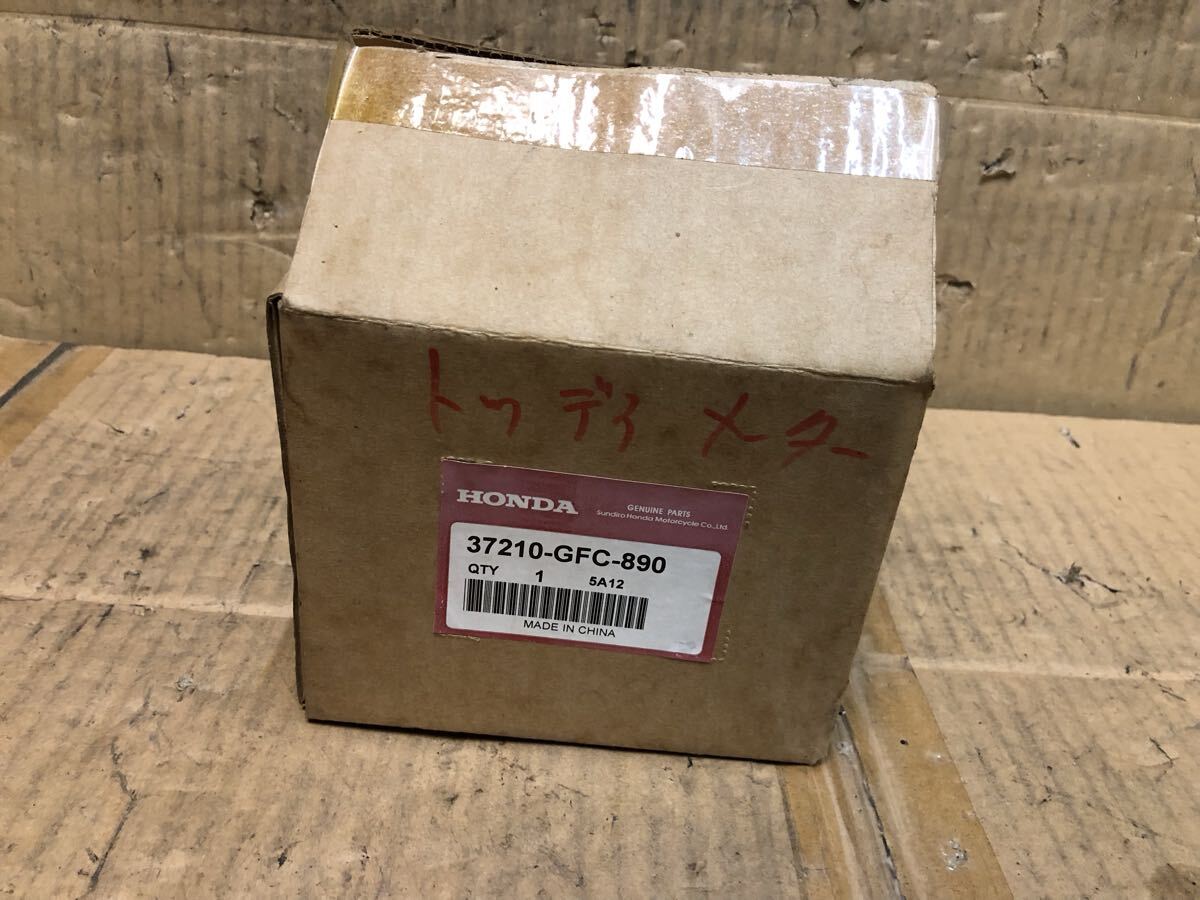 トゥディ メーター
HONDA
GENUINE PARTS
Sundiro Honda Motorcycle Co.,Ltd.
37210-GFC-890
QTY 1 5A12
MADE IN CHINA